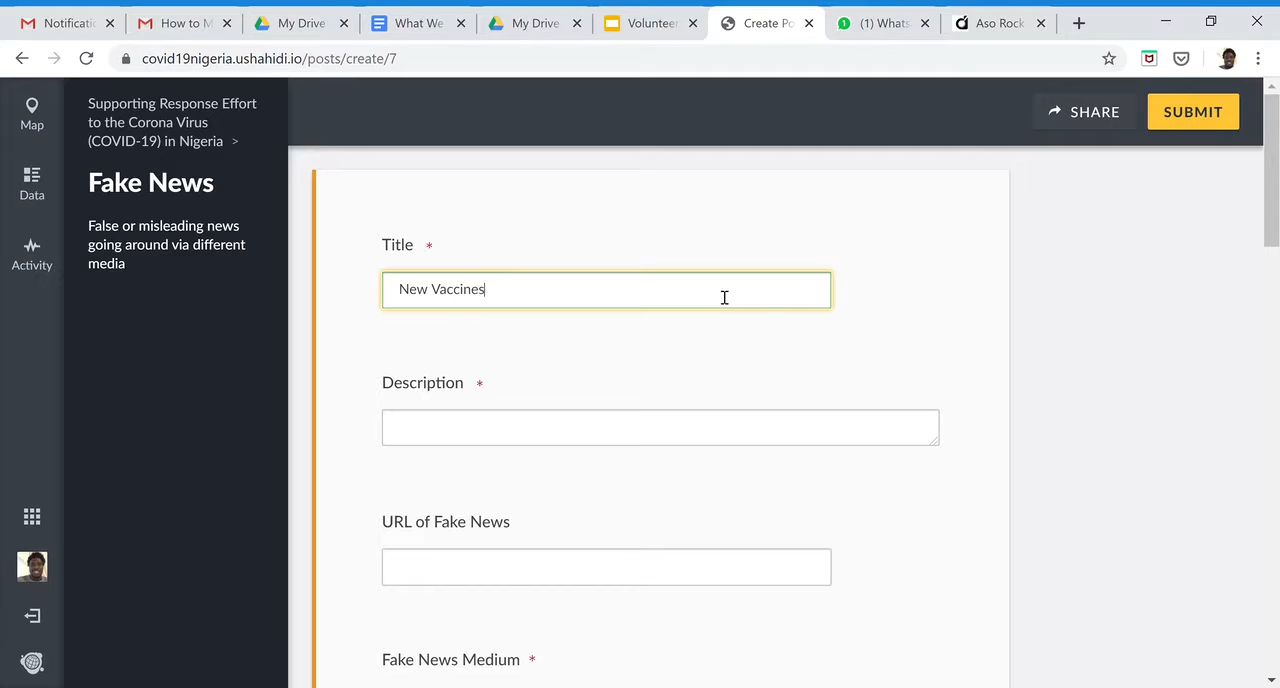 Notificati
How to M
My Drive
What We
My Drive
Volunteer
Create Po
(1) Whats
Aso Rock
covid19nigeria.ushahidi.io/posts/create/7
Map
Data
Activity
Supporting Response Effort
to the Corona Virus
(COVID-19) in Nigeria >
Fake News
False or misleading news
going around via different
media
SHARE
SUBMIT
Title *
New Vaccines
Description *
URL of Fake News
Fake News Medium *